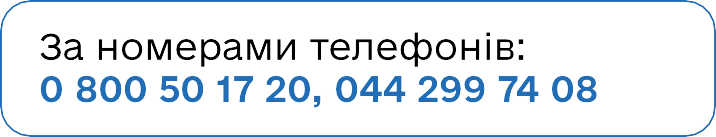 За номерами телефонів:
0 800 50 17 20, 044 299 74 08